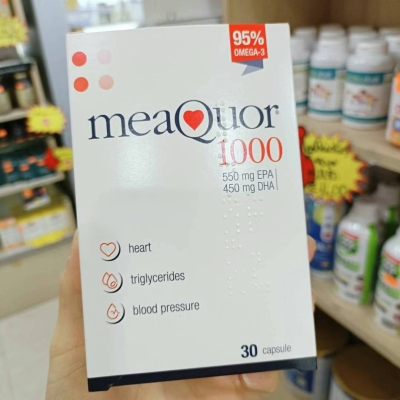 95%
OMEGA-3
meaQuor
1000
550 mg EPA
450 mg DHA
heart
triglycerides
blood pressure
30 capsule